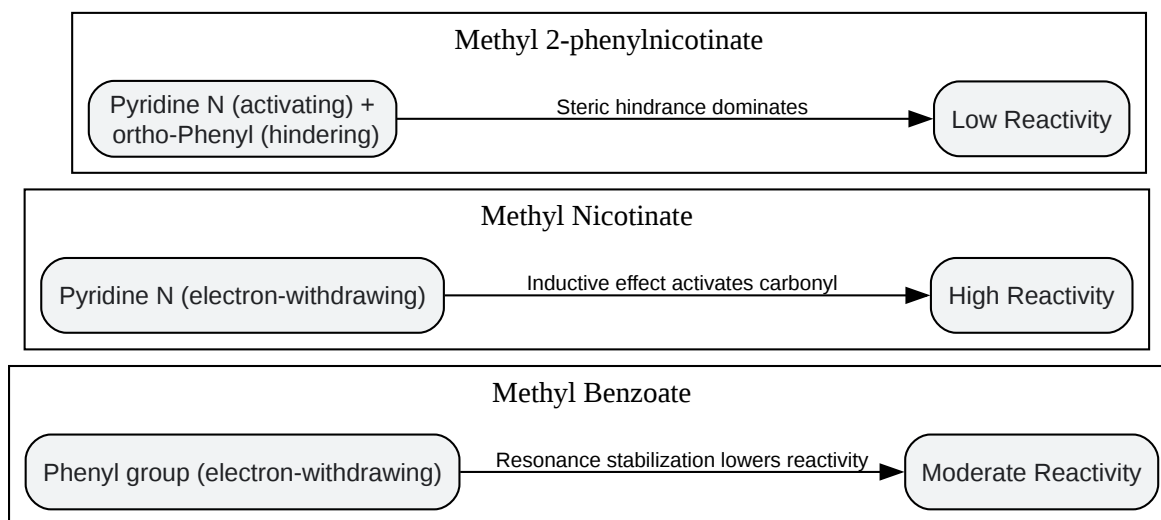 Methyl 2-phenylnicotinate
Pyridine N (activating) +
ortho-Phenyl (hindering)
Steric hindrance dominates
Low Reactivity
Methyl Nicotinate
Pyridine N (electron-withdrawing)
Inductive effect activates carbonyl
High Reactivity
Methyl Benzoate
Phenyl group (electron-withdrawing)
Resonance stabilization lowers reactivity
Moderate Reactivity